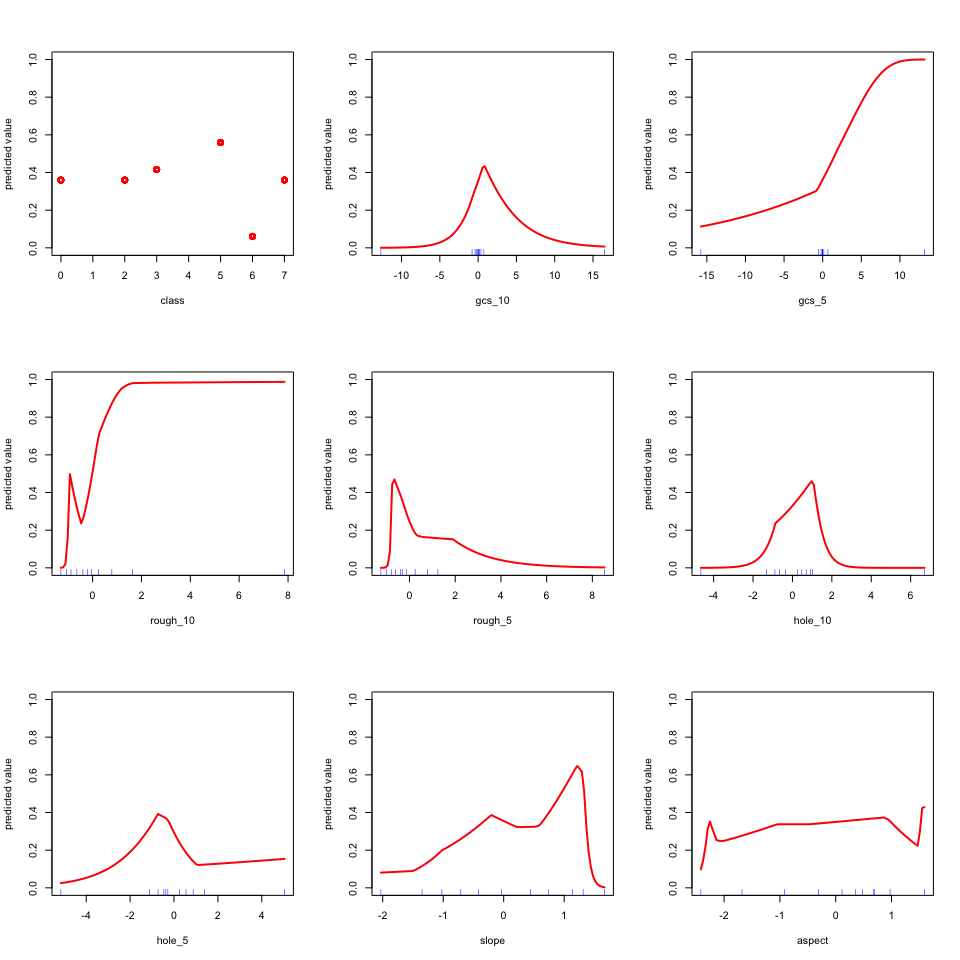 predicted value
0.0 0.2 0.4 0.6 0.8 1.0
0 1 2 3 4 5 6 7
class
predicted value
0.0 0.2 0.4 0.6 0.8 1.0
-10 -5 0 5 10 15
gcs_10
predicted value
0.0 0.2 0.4 0.6 0.8 1.0
-15 -10 -5 0 5 10
gcs_5
predicted value
0.0 0.2 0.4 0.6 0.8 1.0
0 2 4 6 8
rough_10
predicted value
0.0 0.2 0.4 0.6 0.8 1.0
0 2 4 6 8
rough_5
predicted value
0.0 0.2 0.4 0.6 0.8 1.0
-4 -2 0 2 4 6
hole_10
predicted value
0.0 0.2 0.4 0.6 0.8 1.0
-4 -2 0 2 4
hole_5
predicted value
0.0 0.2 0.4 0.6 0.8 1.0
-2 -1 0 1
slope
predicted value
0.0 0.2 0.4 0.6 0.8 1.0
-2 -1 0 1
aspect